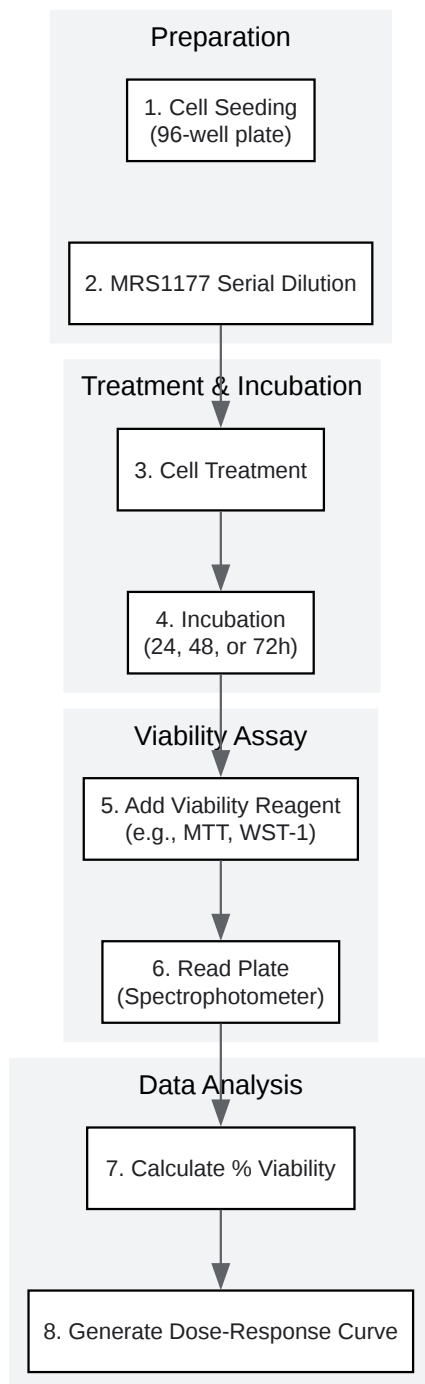 Preparation
1. Cell Seeding
(96-well plate)
2. MRS1177 Serial Dilution
Treatment & Incubation
3. Cell Treatment
4. Incubation
(24, 48, or 72h)
Viability Assay
5. Add Viability Reagent
(e.g., MTT, WST-1)
6. Read Plate
(Spectrophotometer)
Data Analysis
7. Calculate % Viability
8. Generate Dose-Response Curve